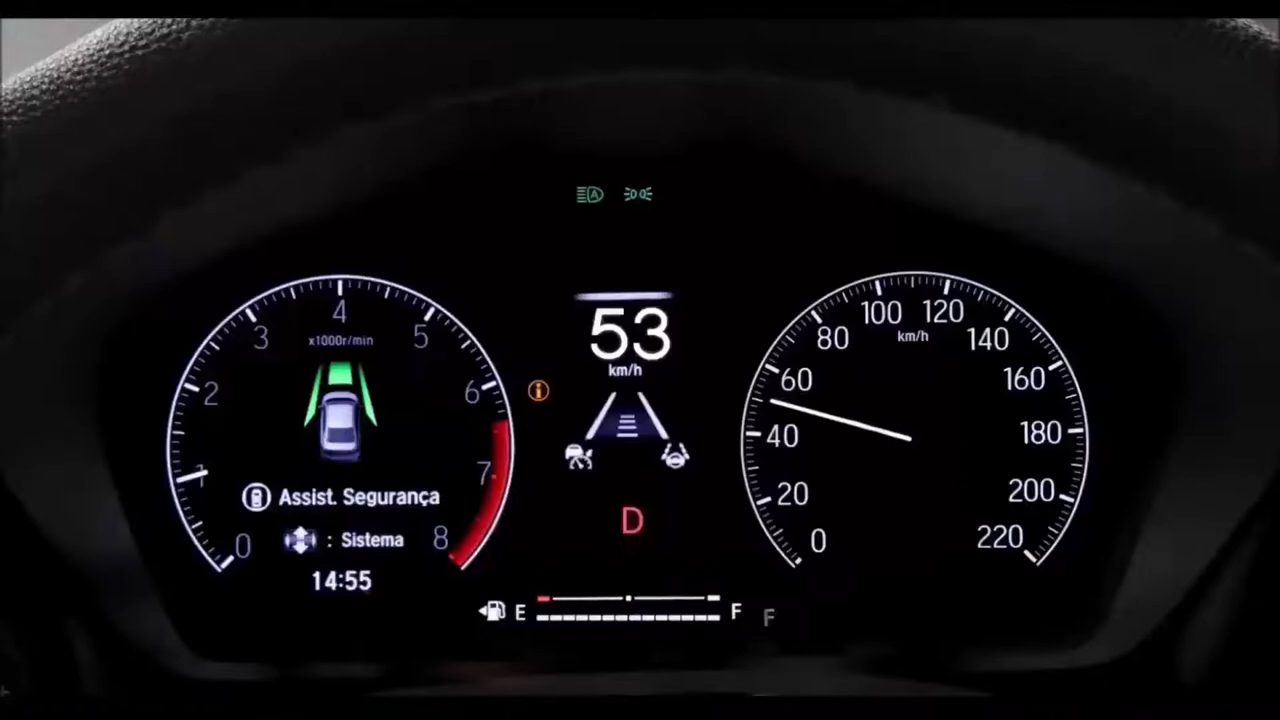 A
53
km/h
x1000r/min
0
1
2
3
4
5
6
7
8
Assist. Segurança
: Sistema
14:55
i
D
E
F
F
km/h
0
20
40
60
80
100
120
140
160
180
200
220